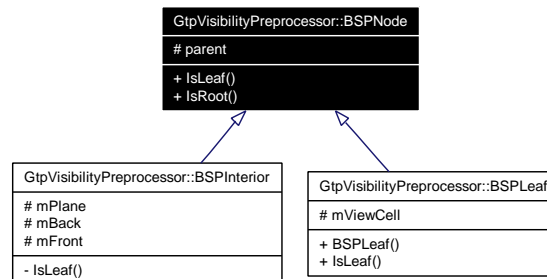 GtpVisibilityPreprocessor::BSPNode
# parent
+ IsLeaf()
+ IsRoot()
GtpVisibilityPreprocessor::BSPInterior
# mPlane
# mBack
# mFront
- IsLeaf()
GtpVisibilityPreprocessor::BSPLeaf
# mViewCell
+ BSPLeaf()
+ IsLeaf()